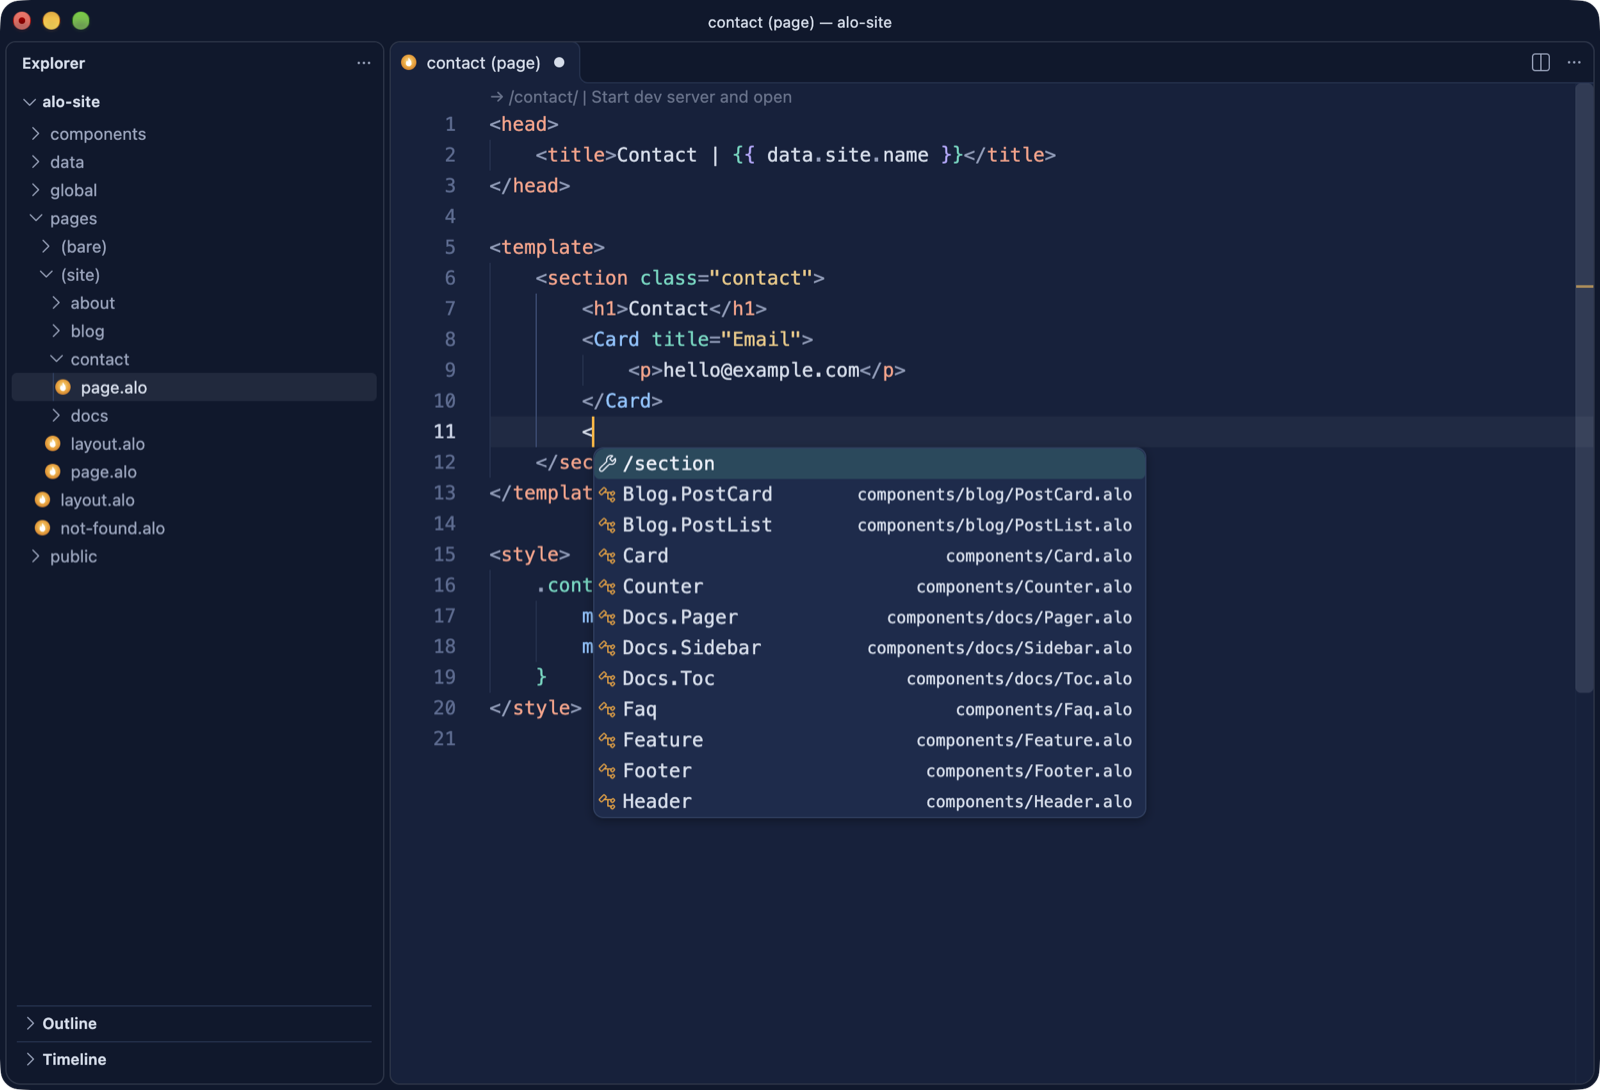 contact (page) — alo-site
Explorer
alo-site
components
data
global
pages
(bare)
(site)
about
blog
contact
page.alo
docs
layout.alo
page.alo
layout.alo
not-found.alo
public
Outline
Timeline
contact (page)
→ /contact/ | Start dev server and open
1 <head>
2 <title>Contact | {{ data.site.name }}</title>
3 </head>
4
5 <template>
6 <section class="contact">
7 <h1>Contact</h1>
8 <Card title="Email">
9 <p>hello@example.com</p>
10 </Card>
11 <
12 </sec
13 </templat
14
15 <style>
16 .cont
17 m
18 m
19 }
20 </style>
21
/section
Blog.PostCard components/blog/PostCard.alo
Blog.PostList components/blog/PostList.alo
Card components/Card.alo
Counter components/Counter.alo
Docs.Pager components/docs/Pager.alo
Docs.Sidebar components/docs/Sidebar.alo
Docs.Toc components/docs/Toc.alo
Faq components/Faq.alo
Feature components/Feature.alo
Footer components/Footer.alo
Header components/Header.alo